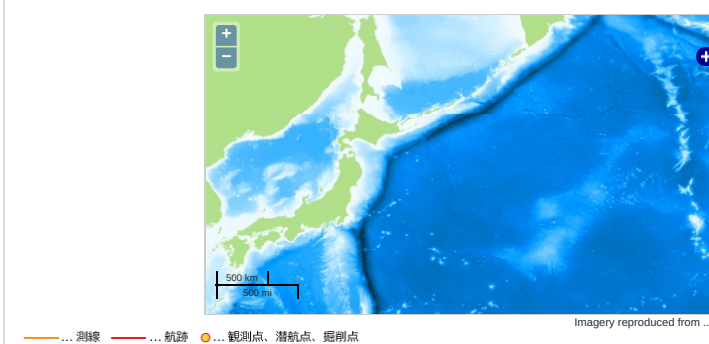 +
−
+
500 km
500 mi
Imagery reproduced from ..
... 測線 ... 航跡 ... 観測点、潜航点、掘削点